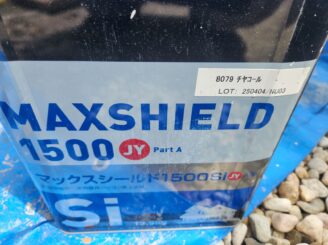 8079 チヤコール
LOT: 250404/NU03
MAXSHIELD
1500 JY Part A
マックスシールド1500Si JY
Si